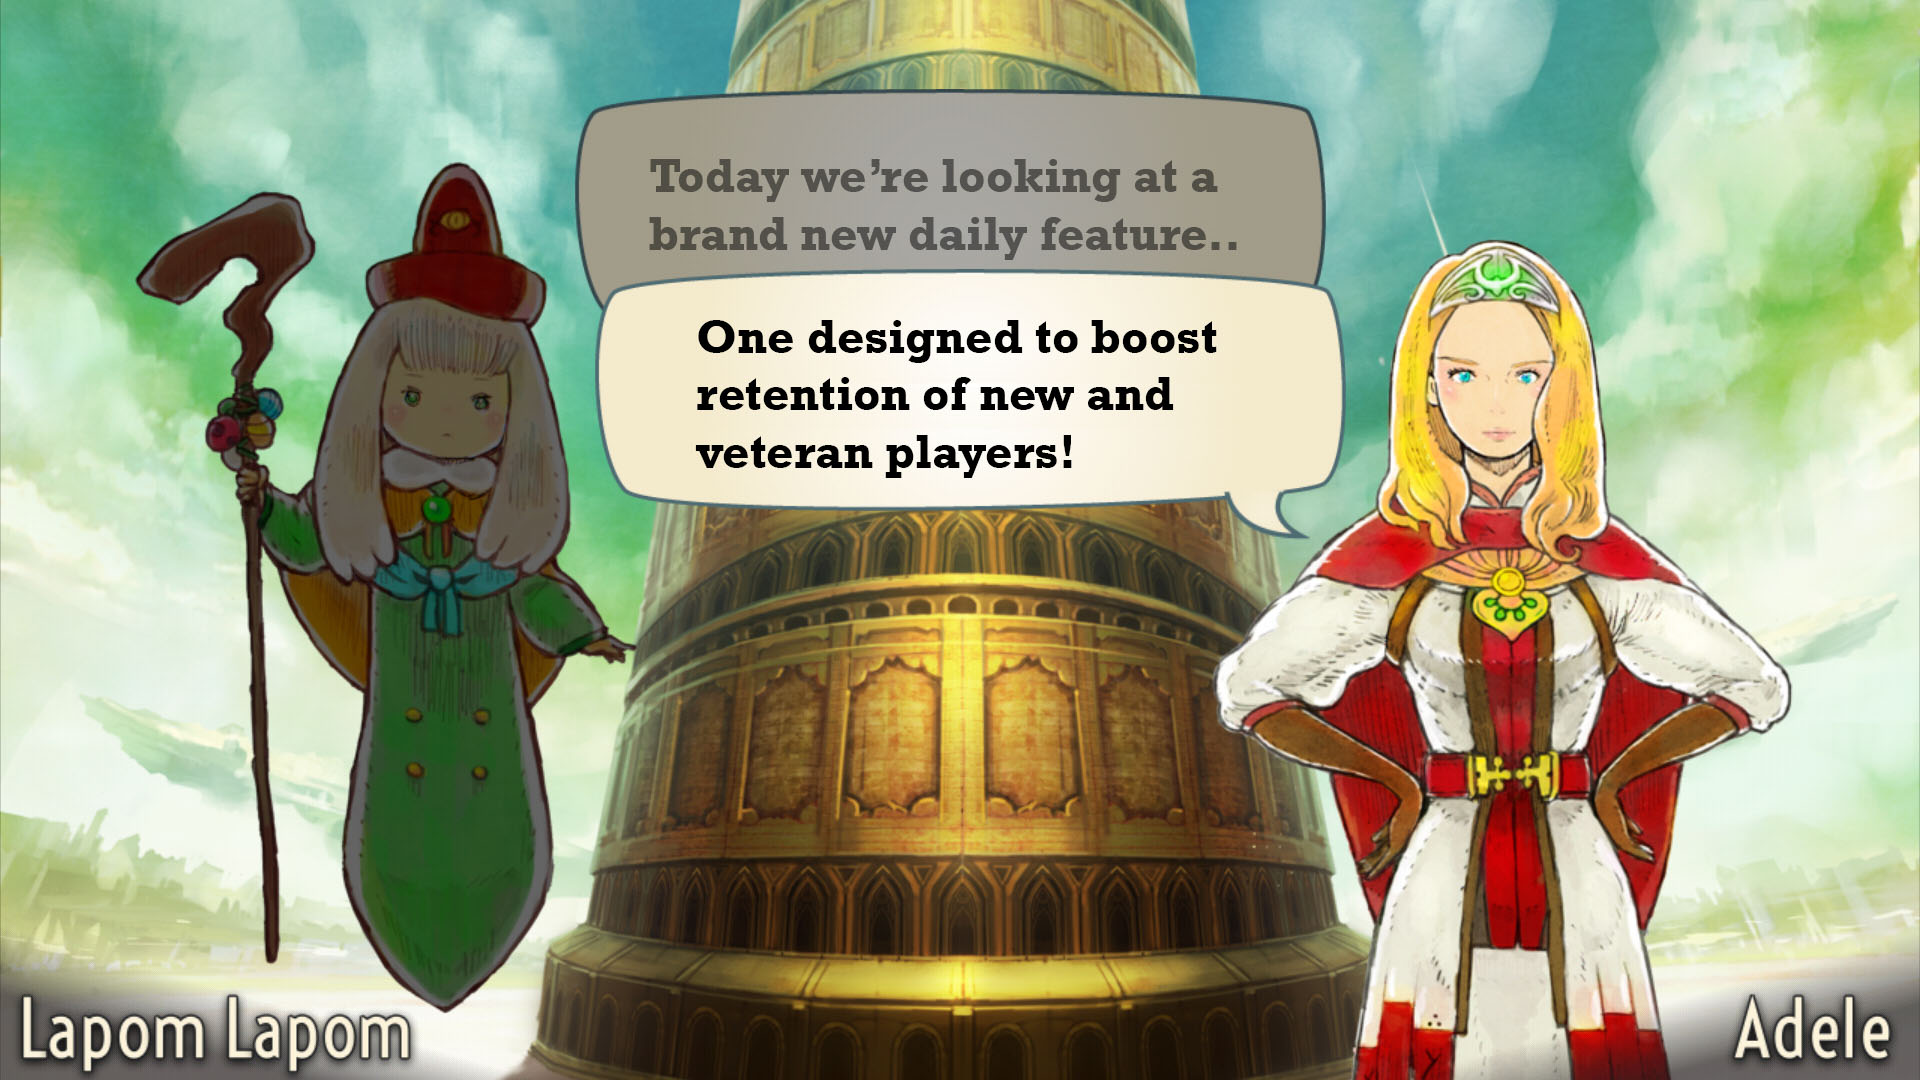 Today we’re looking at a
brand new daily feature..
One designed to boost
retention of new and
veteran players!
Lapom Lapom
Adele